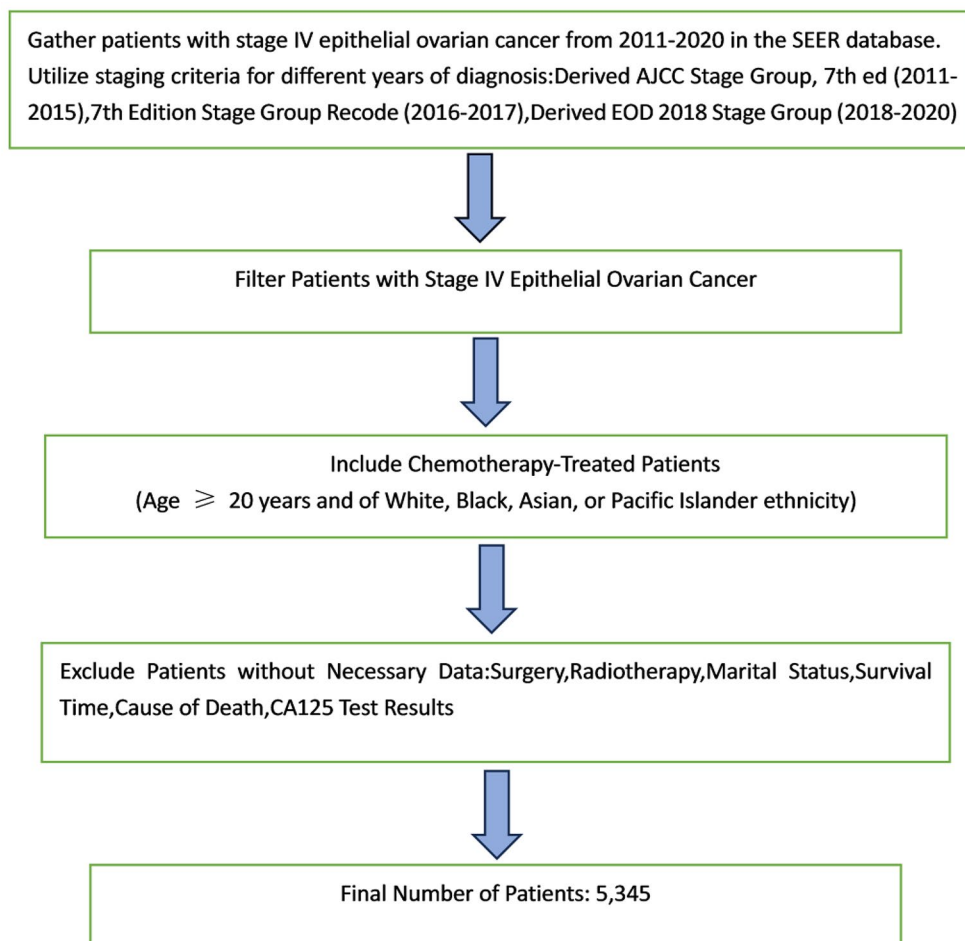 Gather patients with stage IV epithelial ovarian cancer from 2011-2020 in the SEER database.
Utilize staging criteria for different years of diagnosis:Derived AJCC Stage Group, 7th ed (2011-
2015),7th Edition Stage Group Recode (2016-2017),Derived EOD 2018 Stage Group (2018-2020)
Filter Patients with Stage IV Epithelial Ovarian Cancer
Include Chemotherapy-Treated Patients
(Age ≥ 20 years and of White, Black, Asian, or Pacific Islander ethnicity)
Exclude Patients without Necessary Data:Surgery,Radiotherapy,Marital Status,Survival
Time,Cause of Death,CA125 Test Results
Final Number of Patients: 5,345